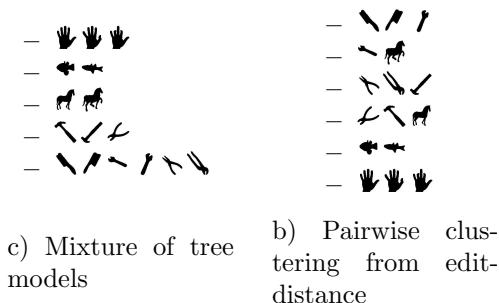 c) Mixture of tree
models
b) Pairwise clus-
tering from edit-
distance